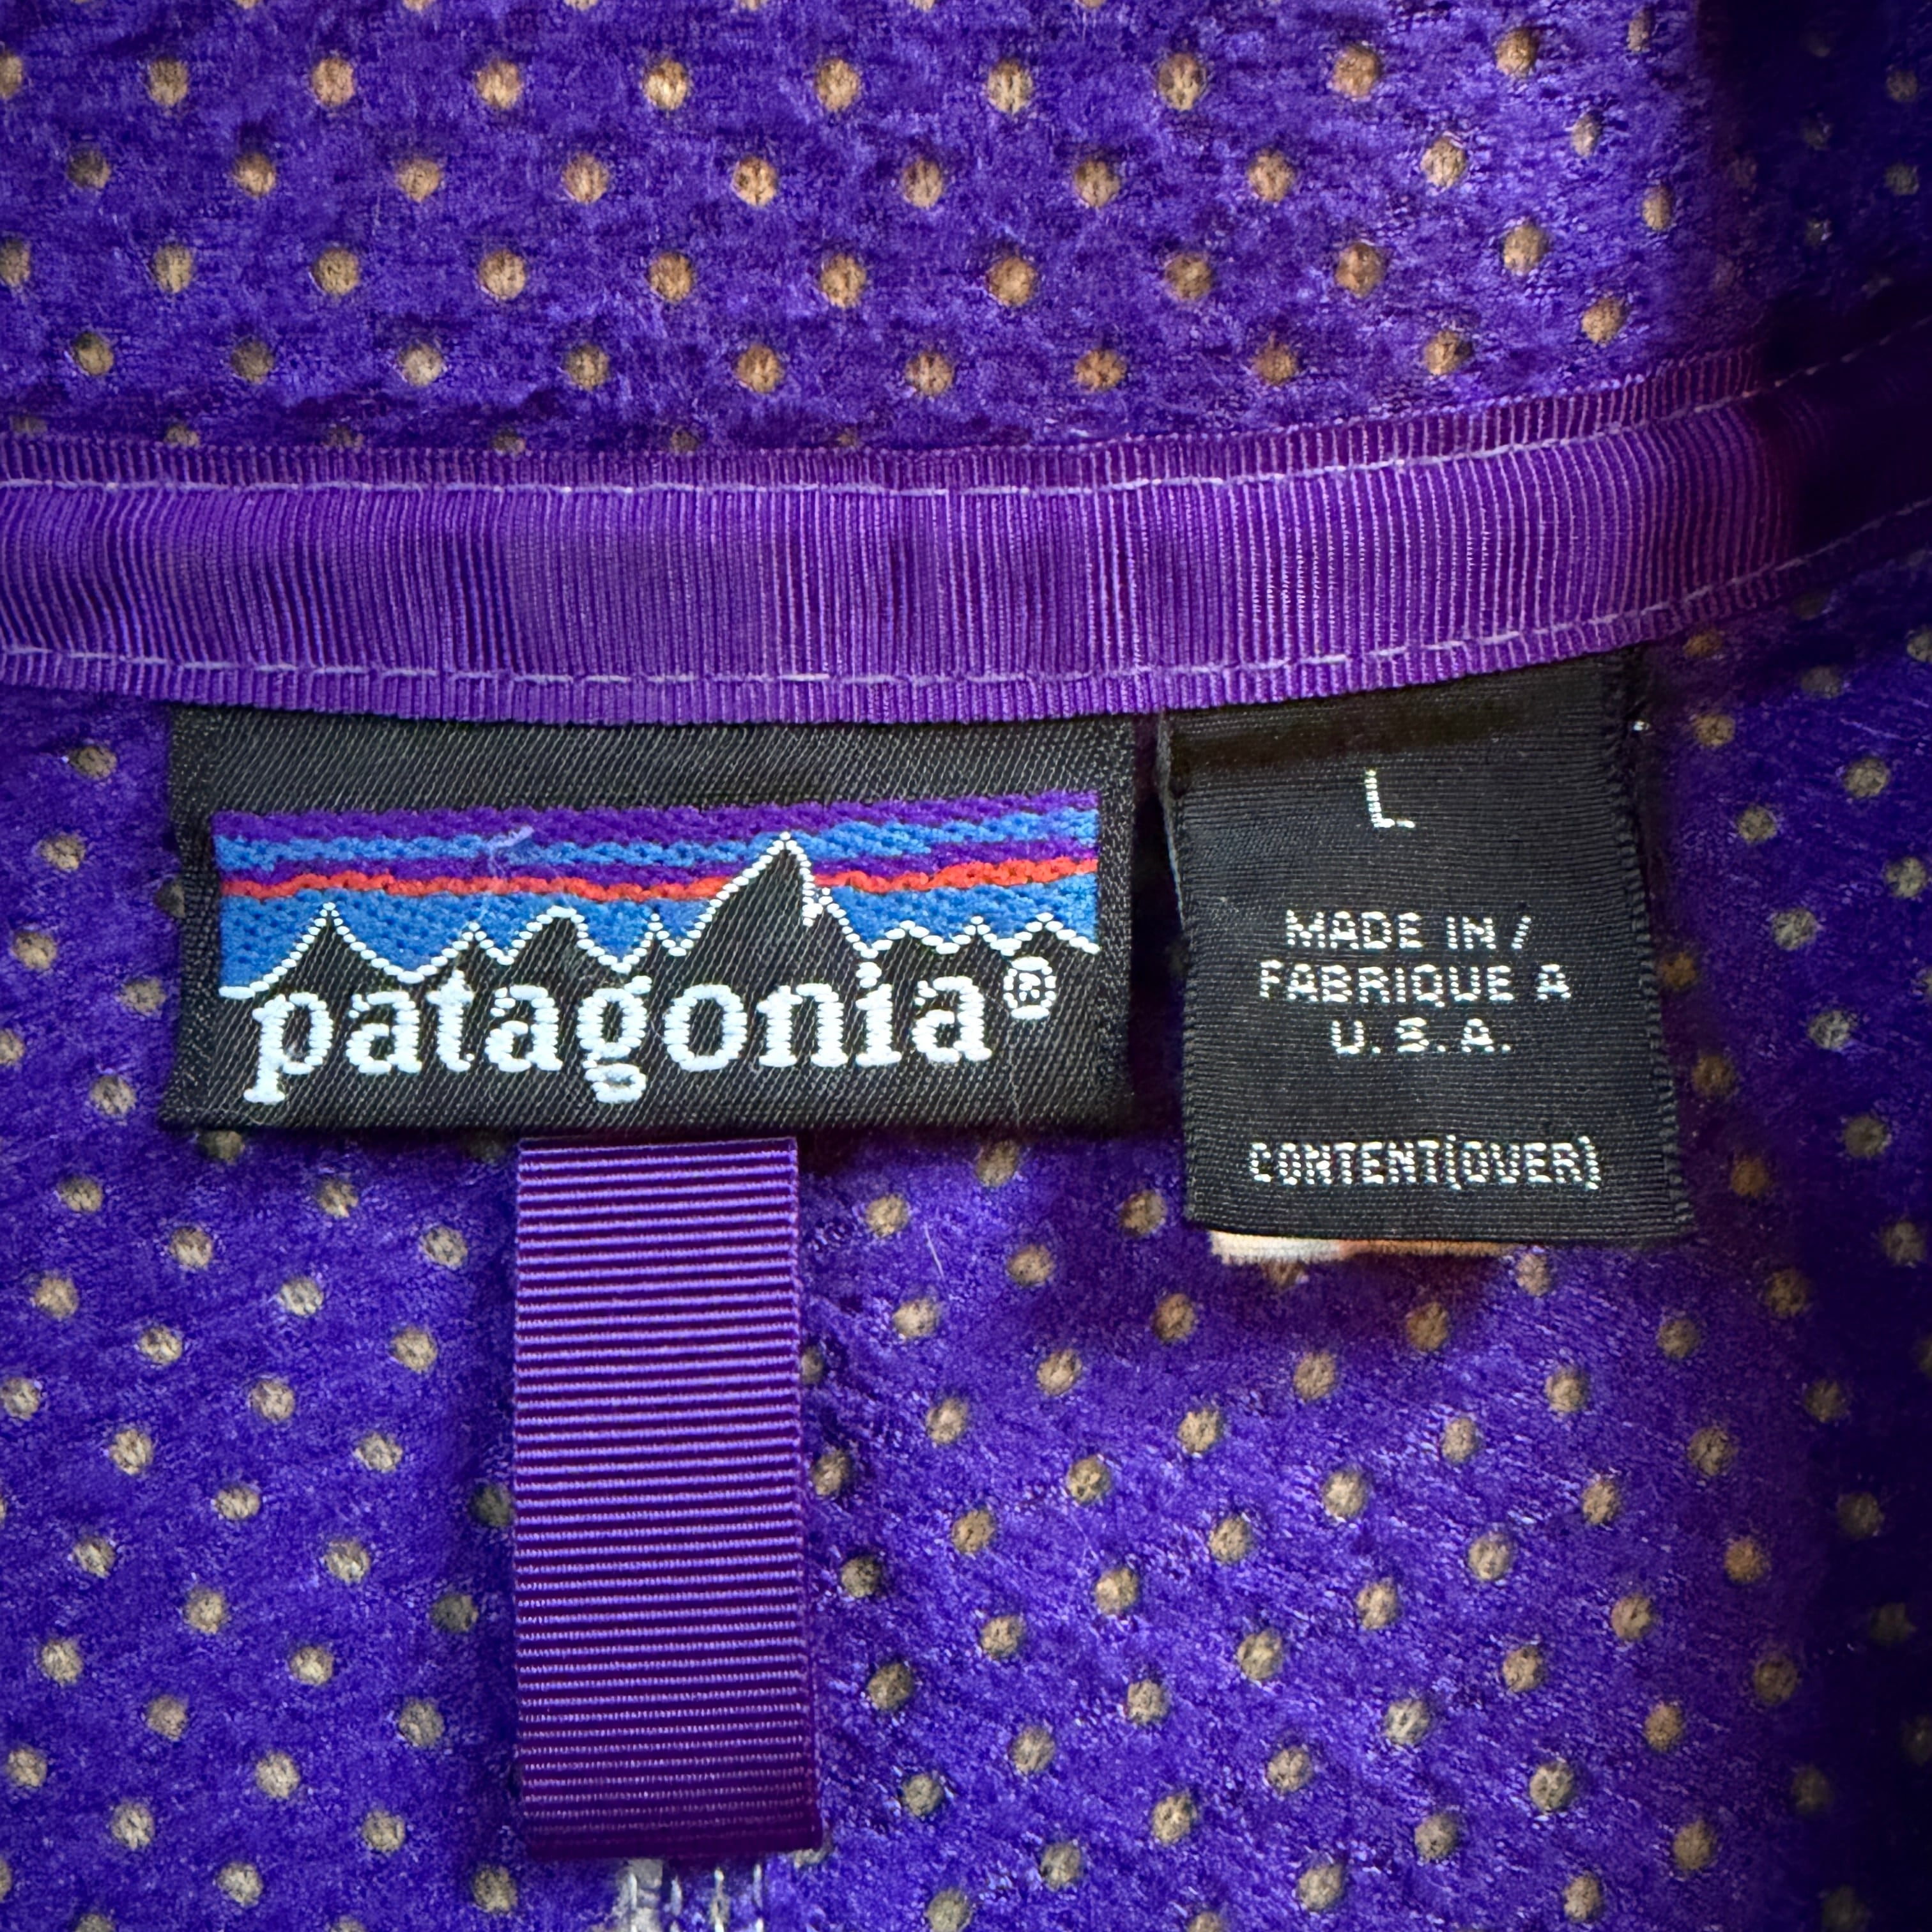 patagonia®
L
MADE IN /
FABRIQUE A
U.S.A.
CONTENT(OVER)